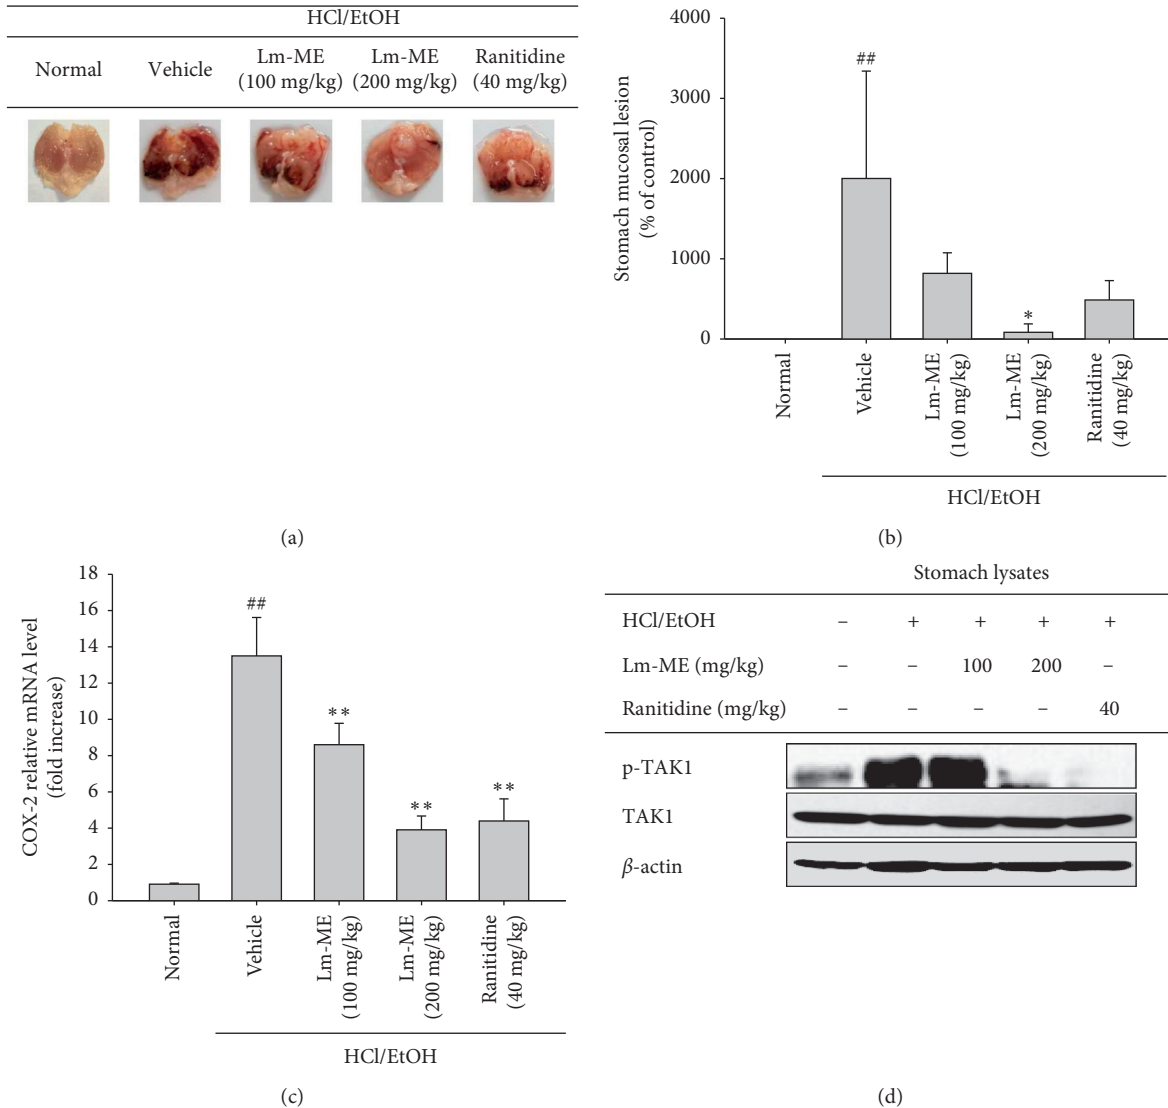 HCl/EtOH
Normal
Vehicle
Lm-ME
(100 mg/kg)
Lm-ME
(200 mg/kg)
Ranitidine
(40 mg/kg)
(a)
Stomach mucosal lesion
(% of control)
4000
3000
2000
1000
0
##
*
Normal
Vehicle
Lm-ME
(100 mg/kg)
Lm-ME
(200 mg/kg)
Ranitidine
(40 mg/kg)
HCl/EtOH
(b)
COX-2 relative mRNA level
(fold increase)
18
16
14
12
10
8
6
4
2
0
##
**
**
**
Normal
Vehicle
Lm-ME
(100 mg/kg)
Lm-ME
(200 mg/kg)
Ranitidine
(40 mg/kg)
HCl/EtOH
(c)
Stomach lysates
HCl/EtOH – + + + +
Lm-ME (mg/kg) – – 100 200 –
Ranitidine (mg/kg) – – – – 40
p-TAK1
TAK1
β-actin
(d)